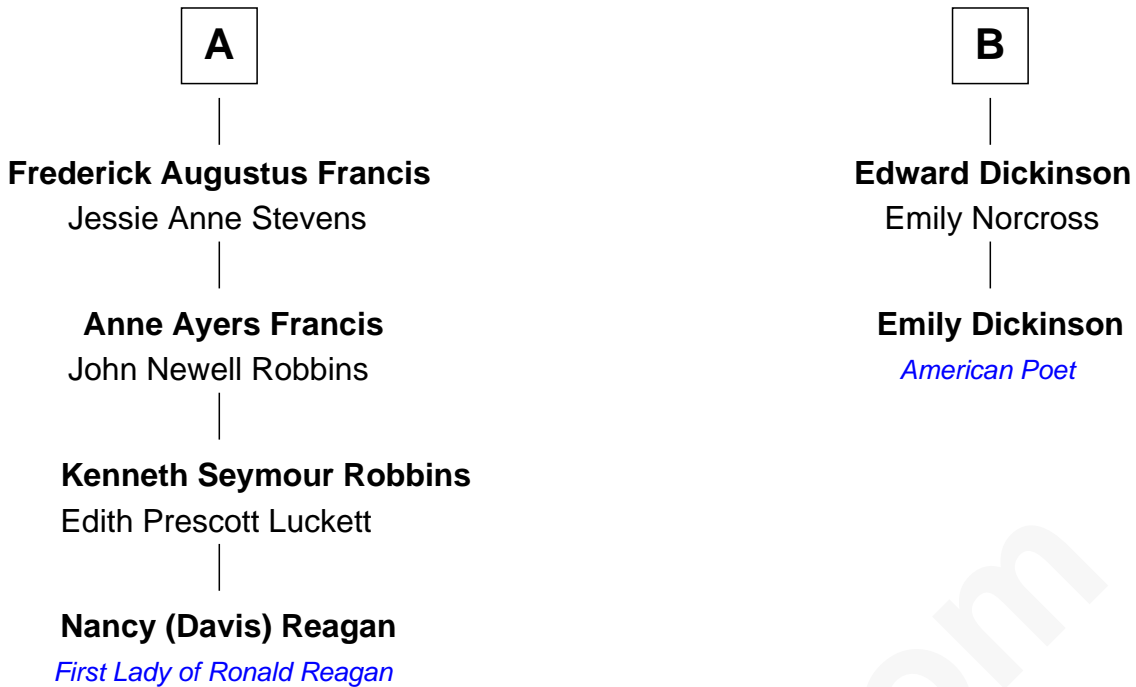 A
Frederick Augustus Francis
Jessie Anne Stevens
Anne Ayers Francis
John Newell Robbins
Kenneth Seymour Robbins
Edith Prescott Luckett
Nancy (Davis) Reagan
First Lady of Ronald Reagan
B
Edward Dickinson
Emily Norcross
Emily Dickinson
American Poet
om